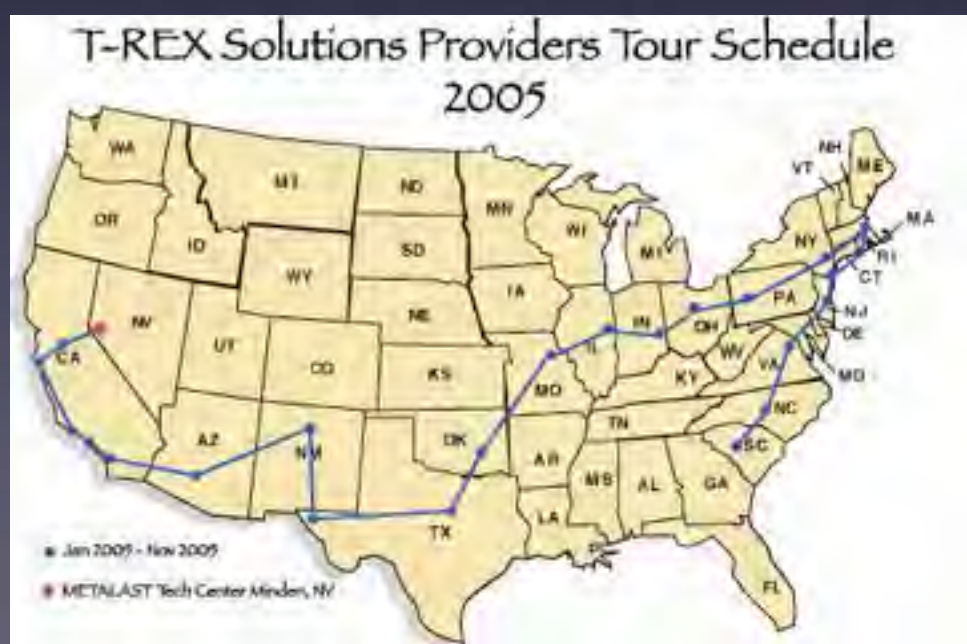 T-REX Solutions Providers Tour Schedule
2005
WA
OR
ID
MT
WY
ND
SD
NE
MN
WI
MI
IA
NV
UT
CO
KS
CA
AZ
NM
OK
TX
MO
AR
LA
MS
AL
GA
FL
TN
KY
IL
IN
OH
WV
VA
NC
SC
PA
NY
VT
NH
ME
MA
RI
CT
NJ
DE
MD
Jan 2005 - Nov 2005
METALAST Tech Center Minden, NV